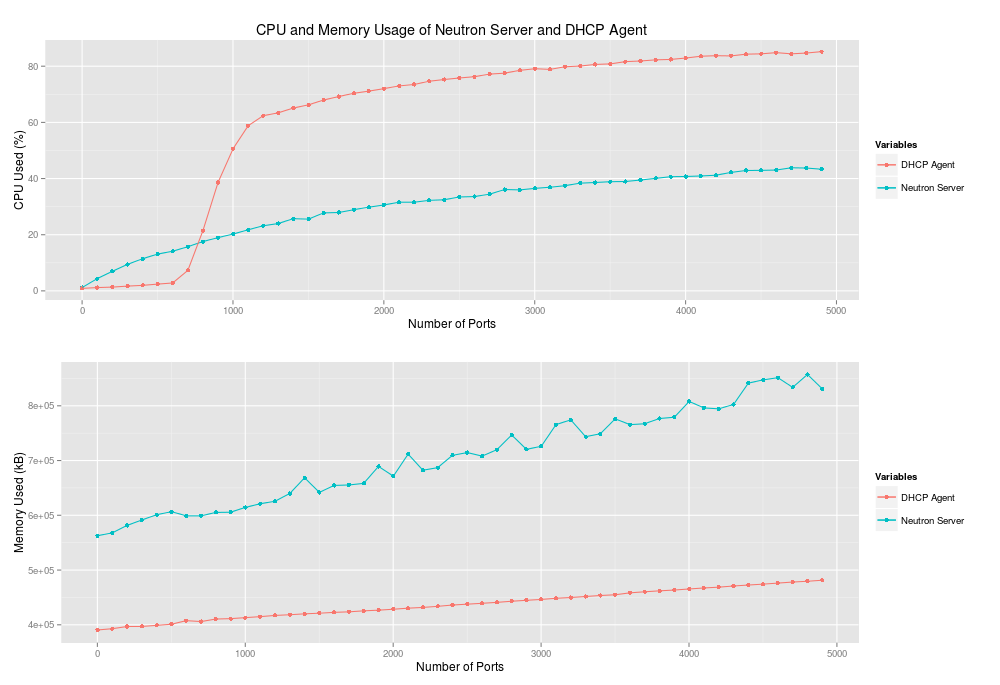 CPU and Memory Usage of Neutron Server and DHCP Agent
CPU Used (%)
80
60
40
20
0
0 1000 2000 3000 4000 5000
Number of Ports
Variables
DHCP Agent
Neutron Server
Memory Used (kB)
8e+05
7e+05
6e+05
5e+05
4e+05
0 1000 2000 3000 4000 5000
Number of Ports
Variables
DHCP Agent
Neutron Server